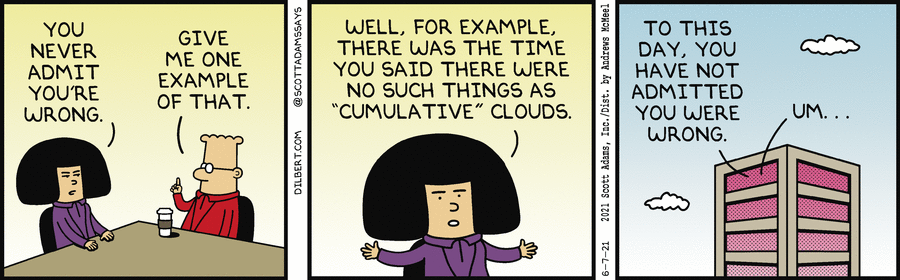 YOU
NEVER
ADMIT
YOU'RE
WRONG.
GIVE
ME ONE
EXAMPLE
OF THAT.
DILBERT.COM @SCOTTADAMSSAYS
WELL, FOR EXAMPLE,
THERE WAS THE TIME
YOU SAID THERE WERE
NO SUCH THINGS AS
“CUMULATIVE” CLOUDS.
6-7-21 2021 Scott Adams, Inc./Dist. by Andrews McMeel
TO THIS
DAY, YOU
HAVE NOT
ADMITTED
YOU WERE
WRONG.
UM...